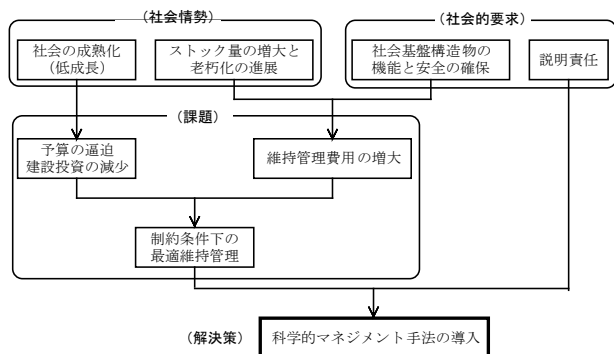 （社会情勢）
（社会的要求）
社会の成熟化
（低成長）
ストック量の増大と
老朽化の進展
社会基盤構造物の
機能と安全の確保
説明責任
（課題）
予算の逼迫
建設投資の減少
維持管理費用の増大
制約条件下の
最適維持管理
（解決策）
科学的マネジメント手法の導入